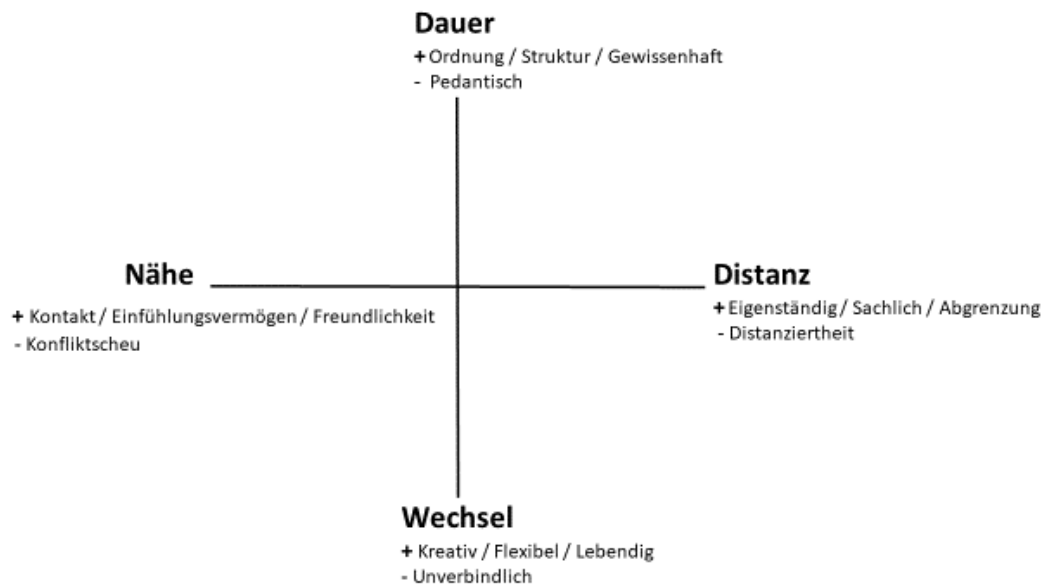 Dauer
+ Ordnung / Struktur / Gewissenhaft
- Pedantisch
Nähe
+ Kontakt / Einfühlungsvermögen / Freundlichkeit
- Konfliktscheu
Distanz
+ Eigenständig / Sachlich / Abgrenzung
- Distanziertheit
Wechsel
+ Kreativ / Flexibel / Lebendig
- Unverbindlich